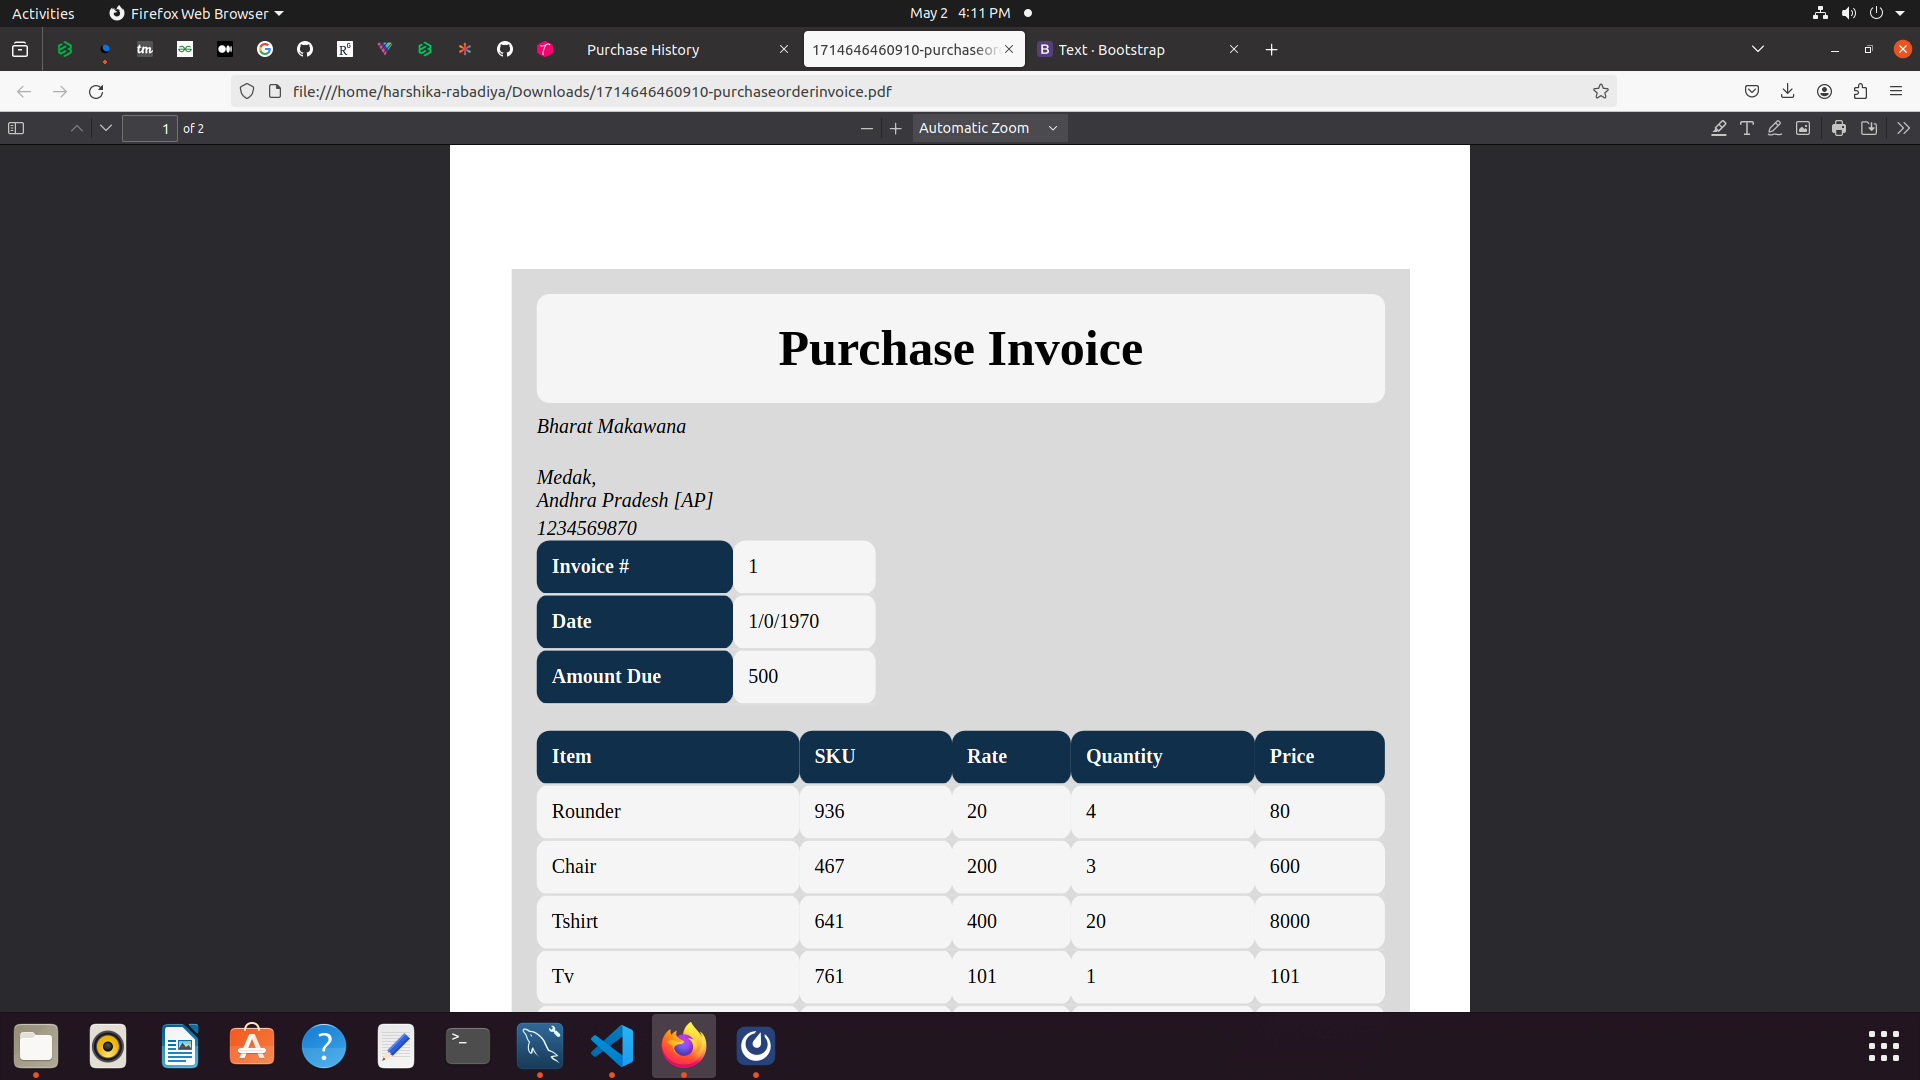 Activities Firefox Web Browser May 2 4:11 PM
tm Purchase History 1714646460910-purchaseor B Text · Bootstrap
file:///home/harshika-rabadiya/Downloads/1714646460910-purchaseorderinvoice.pdf
1 of 2 Automatic Zoom
Purchase Invoice
Bharat Makawana
Medak,
Andhra Pradesh [AP]
1234569870
Invoice # 1
Date 1/0/1970
Amount Due 500
Item SKU Rate Quantity Price
Rounder 936 20 4 80
Chair 467 200 3 600
Tshirt 641 400 20 8000
Tv 761 101 1 101